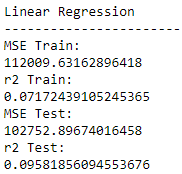 Linear Regression
-----------------------
MSE Train:
112009.63162896418
r2 Train:
0.07172439105245365
MSE Test:
102752.89674016458
r2 Test:
0.09581856094553676